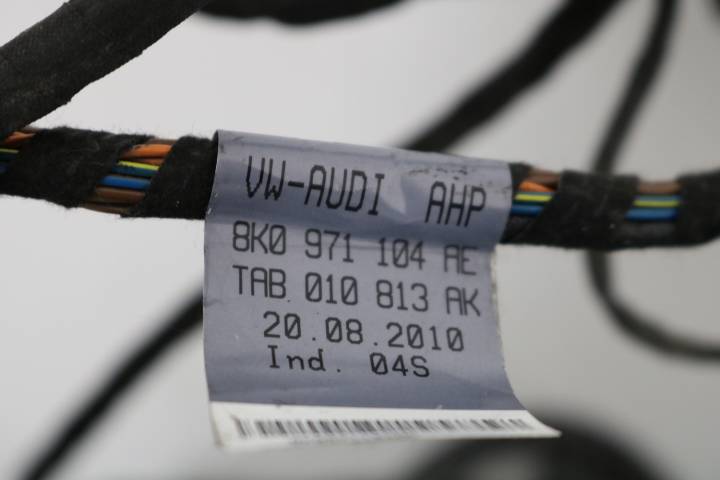 VW-AUDI AHP
8K0 971 104 AE
TAB 010 813 AK
20.08.2010
Ind. 04S